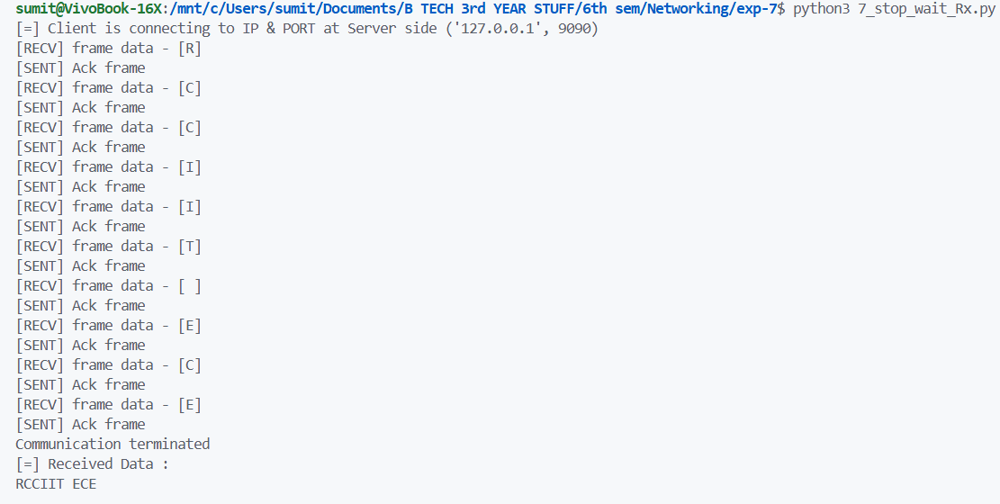 sumit@VivoBook-16X:/mnt/c/Users/sumit/Documents/B TECH 3rd YEAR STUFF/6th sem/Networking/exp-7$ python3 7_stop_wait_Rx.py
[=] Client is connecting to IP & PORT at Server side ('127.0.0.1', 9090)
[RECV] frame data - [R]
[SENT] Ack frame
[RECV] frame data - [C]
[SENT] Ack frame
[RECV] frame data - [C]
[SENT] Ack frame
[RECV] frame data - [I]
[SENT] Ack frame
[RECV] frame data - [I]
[SENT] Ack frame
[RECV] frame data - [T]
[SENT] Ack frame
[RECV] frame data - [ ]
[SENT] Ack frame
[RECV] frame data - [E]
[SENT] Ack frame
[RECV] frame data - [C]
[SENT] Ack frame
[RECV] frame data - [E]
[SENT] Ack frame
Communication terminated
[=] Received Data :
RCCIIT ECE